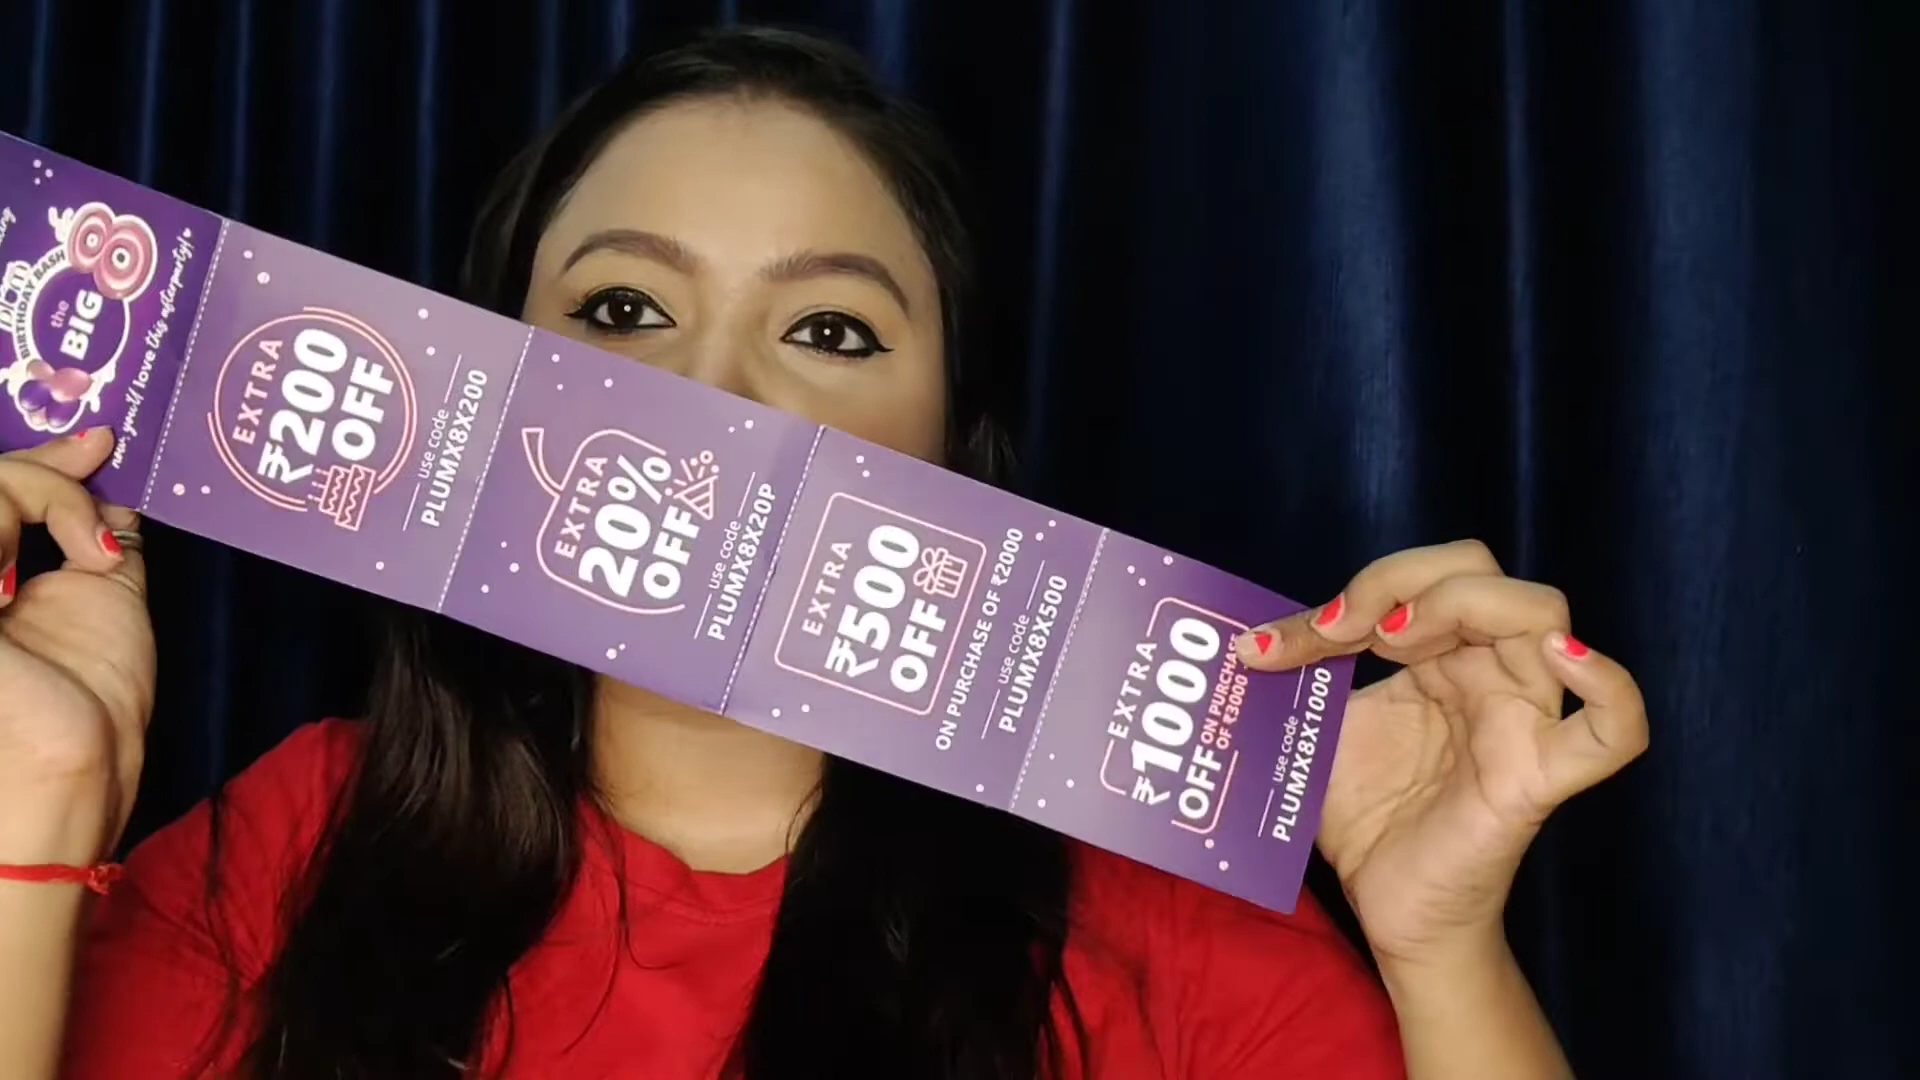 plum
BIRTHDAY BASH
the
BIG 8
now, you'll love this afterparty!
EXTRA
₹200
OFF
use code
PLUMX8X200
EXTRA
20%
OFF
use code
PLUMX8X20P
EXTRA
₹500
OFF
ON PURCHASE OF ₹2000
use code
PLUMX8X500
EXTRA
₹1000
OFF ON PURCHASE
OF ₹3000
use code
PLUMX8X1000